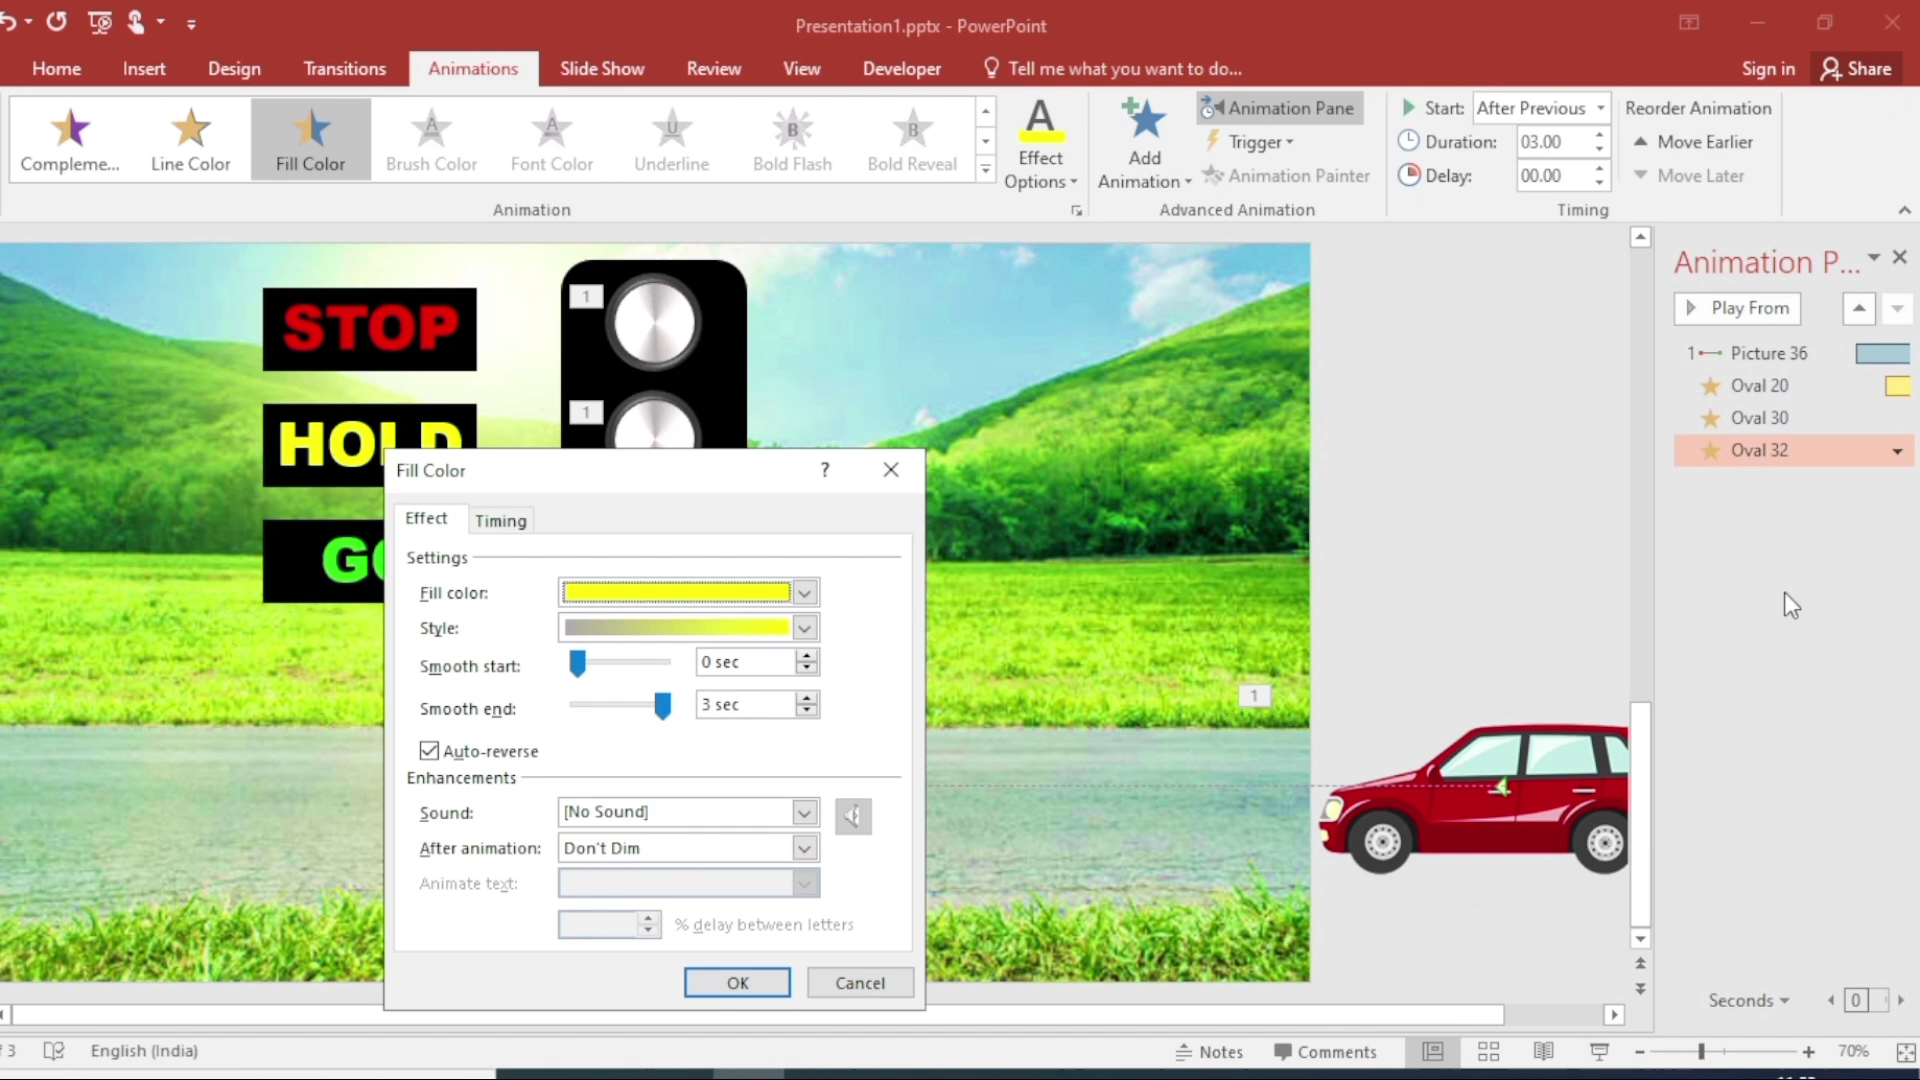 Presentation1.pptx - PowerPoint
Home Insert Design Transitions Animations Slide Show Review View Developer Tell me what you want to do... Sign in Share
Compleme... Line Color Fill Color Brush Color Font Color Underline Bold Flash Bold Reveal
Effect Options
Add Animation
Animation Pane
Trigger
Animation Painter
Start: After Previous
Duration: 03.00
Delay: 00.00
Reorder Animation
Move Earlier
Move Later
Animation Advanced Animation Timing
STOP
HOLD
1
1
1
Fill Color ?
Effect Timing
Settings
Fill color:
Style:
Smooth start: 0 sec
Smooth end: 3 sec
Auto-reverse
Enhancements
Sound: [No Sound]
After animation: Don't Dim
Animate text:
% delay between letters
OK Cancel
Animation P...
Play From
1 Picture 36
Oval 20
Oval 30
Oval 32
Seconds 0
3 English (India) Notes Comments 70%